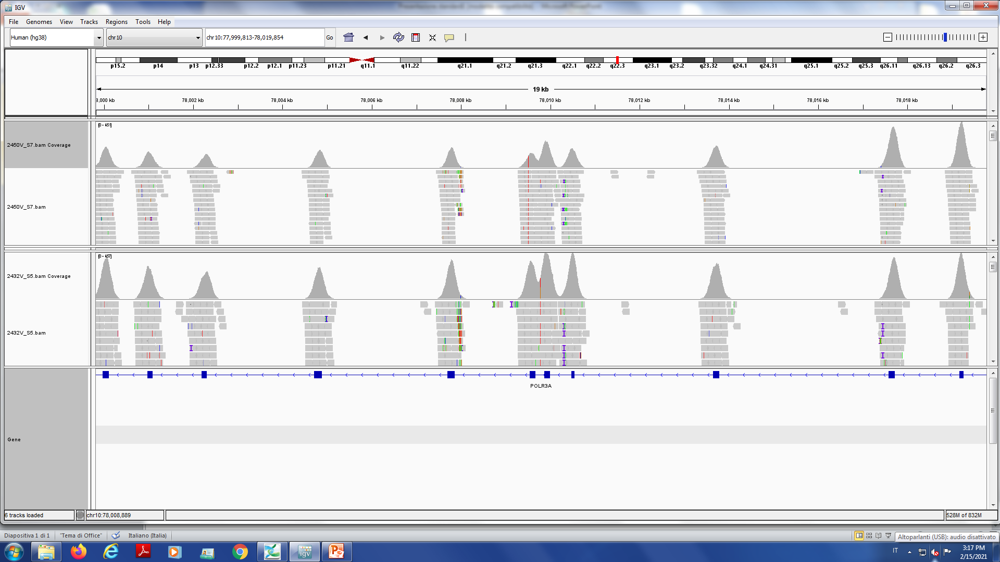 IGV
File Genomes View Tracks Regions Tools Help
Human (hg38) chr10 chr10:77,999,813-78,019,854 Go
p15.2 p14 p13 p12.33 p12.2 p12.1 p11.23 p11.21 q11.1 q11.22 q21.1 q21.2 q21.3 q22.1 q22.2 q22.3 q23.1 q23.2 q23.32 q24.1 q24.31 q25.1 q25.2 q25.3 q26.11 q26.13 q26.2 q26.3
19 kb
8,000 kb 78,002 kb 78,004 kb 78,006 kb 78,008 kb 78,010 kb 78,012 kb 78,014 kb 78,016 kb 78,018 kb
[0 - 451]
2450V_S7.bam Coverage
2450V_S7.bam
[0 - 457]
2432V_S5.bam Coverage
2432V_S5.bam
POLR3A
Gene
6 tracks loaded chr10:78,008,889 528M of 832M
Diapositiva 1 di 1 "Tema di Office" Italiano (Italia)
Altoparlanti (USB): audio disattivato
IT 3:17 PM
2/15/2021